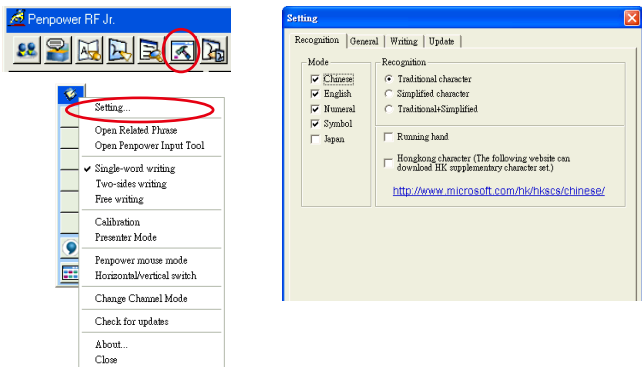 Penpower RF Jr.
Setting...
Open Related Phrase
Open Penpower Input Tool
Single-word writing
Two-sides writing
Free writing
Calibration
Presenter Mode
Penpower mouse mode
Horizontal/vertical switch
Change Channel Mode
Check for updates
About...
Close
Setting
Recognition General Writing Update
Mode
Chinese
English
Numeral
Symbol
Japan
Recognition
Traditional character
Simplified character
Traditional+Simplified
Running hand
Hongkong character (The following website can
download HK supplementary character set.)
http://www.microsoft.com/hk/hkscs/chinese/